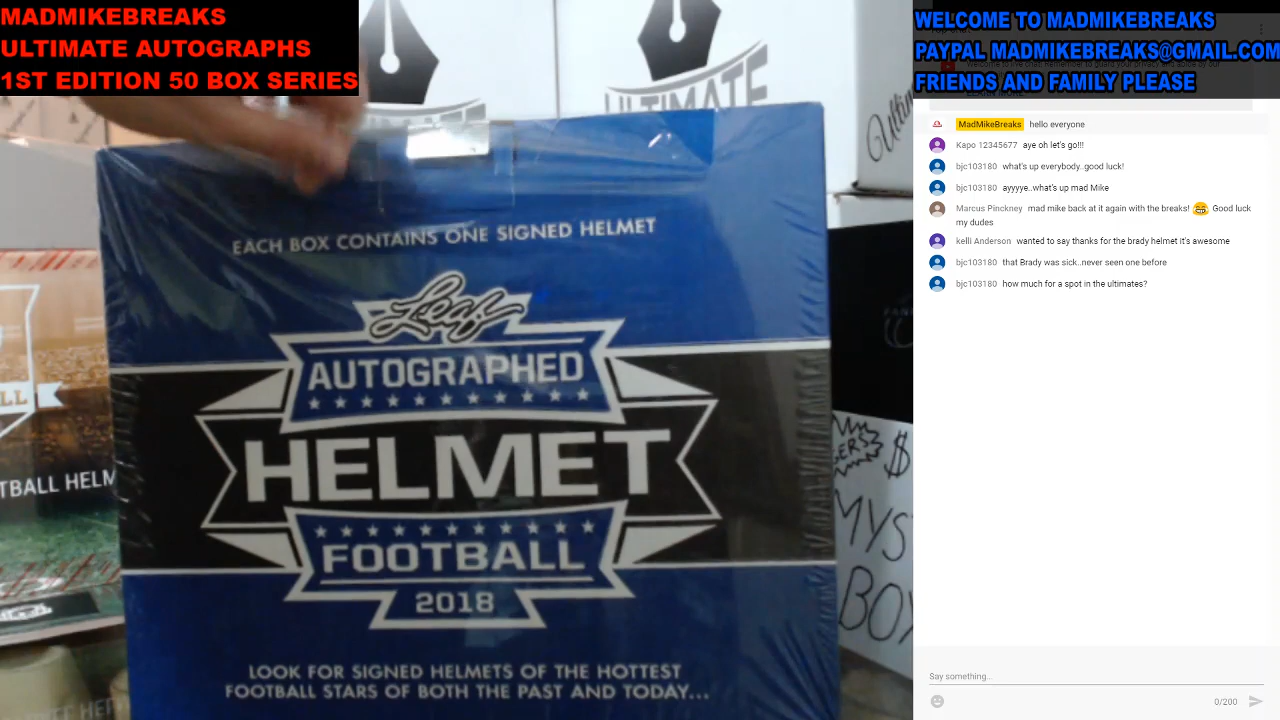 MADMIKEBREAKS
ULTIMATE AUTOGRAPHS
1ST EDITION 50 BOX SERIES
ULTIMATE
EACH BOX CONTAINS ONE SIGNED HELMET
Leaf
AUTOGRAPHED
HELMET
FOOTBALL
2018
LOOK FOR SIGNED HELMETS OF THE HOTTEST
FOOTBALL STARS OF BOTH THE PAST AND TODAY...
TBALL HELM
$
MYS
BOX
WELCOME TO MADMIKEBREAKS
PAYPAL MADMIKEBREAKS@GMAIL.COM
FRIENDS AND FAMILY PLEASE
MadMikeBreaks hello everyone
Kapo 12345677 aye oh let's go!!!
bjc103180 what's up everybody..good luck!
bjc103180 ayyyye..what's up mad Mike
Marcus Pinckney mad mike back at it again with the breaks! 😂 Good luck
my dudes
kelli Anderson wanted to say thanks for the brady helmet it's awesome
bjc103180 that Brady was sick..never seen one before
bjc103180 how much for a spot in the ultimates?
Say something...
0/200